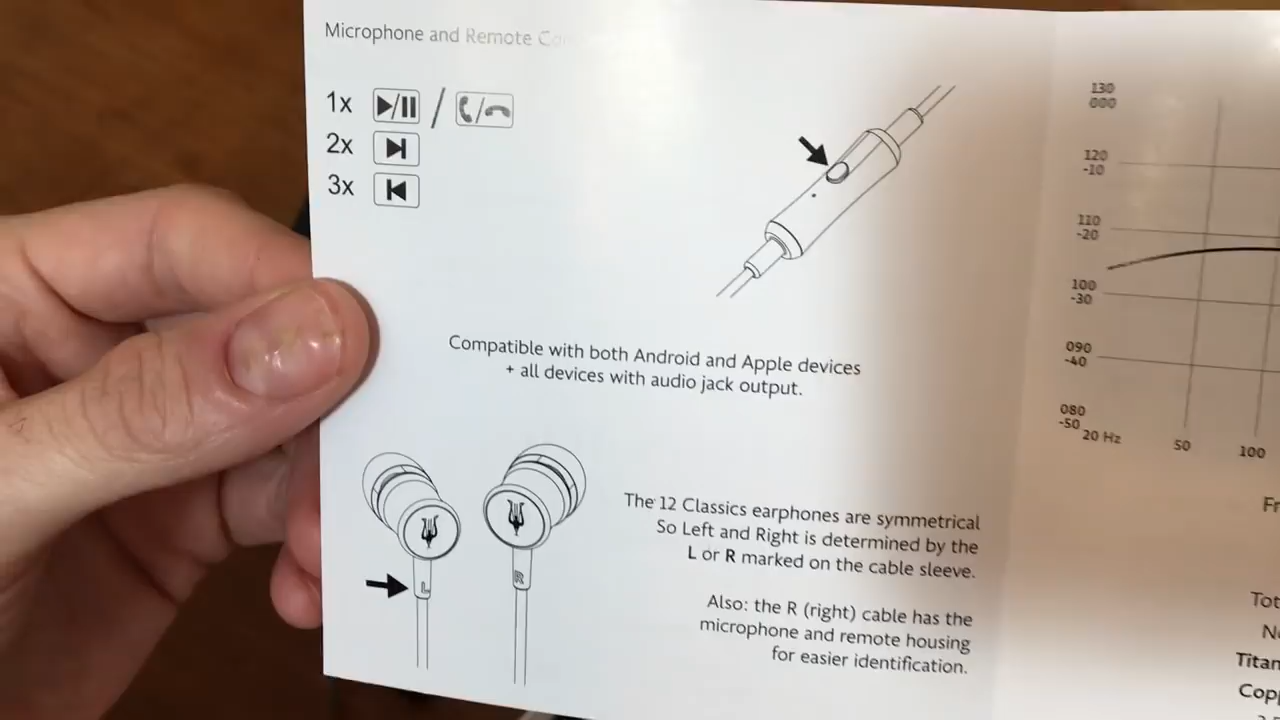 Microphone and Remote
1x
2x
3x
Compatible with both Android and Apple devices
+ all devices with audio jack output.
L
R
The 12 Classics earphones are symmetrical
So Left and Right is determined by the
L or R marked on the cable sleeve.
Also: the R (right) cable has the
microphone and remote housing
for easier identification.
130
000
120
-10
110
-20
100
-30
090
-40
080
-50
20 Hz
50
100